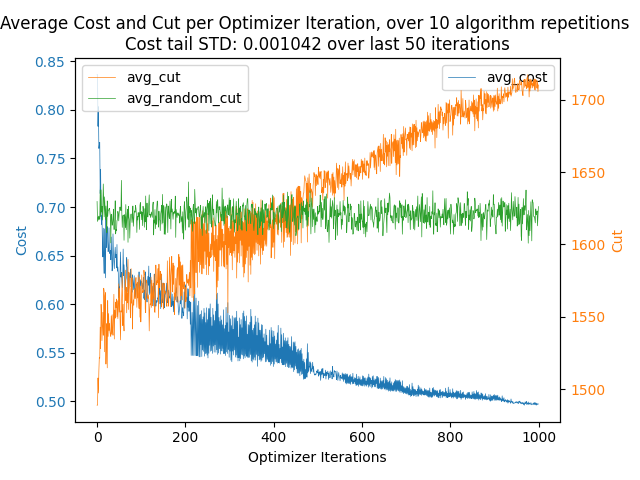 Average Cost and Cut per Optimizer Iteration, over 10 algorithm repetitions
Cost tail STD: 0.001042 over last 50 iterations
avg_cut
avg_random_cut
avg_cost
0.85
0.80
0.75
0.70
0.65
0.60
0.55
0.50
Cost
1700
1650
1600
1550
1500
Cut
0
200
400
600
800
1000
Optimizer Iterations